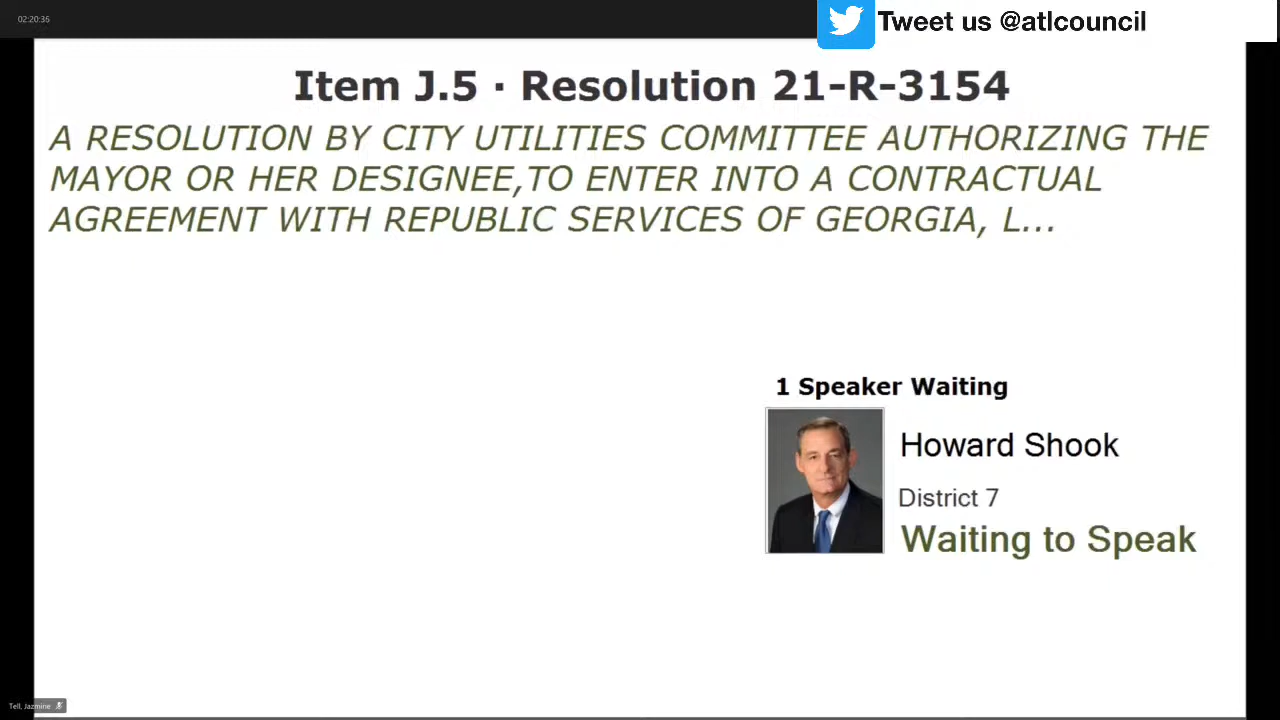 02:20:36
Tweet us @atlcouncil
Item J.5 · Resolution 21-R-3154
A RESOLUTION BY CITY UTILITIES COMMITTEE AUTHORIZING THE
MAYOR OR HER DESIGNEE,TO ENTER INTO A CONTRACTUAL
AGREEMENT WITH REPUBLIC SERVICES OF GEORGIA, L...
1 Speaker Waiting
Howard Shook
District 7
Waiting to Speak
Tell, Jazmine